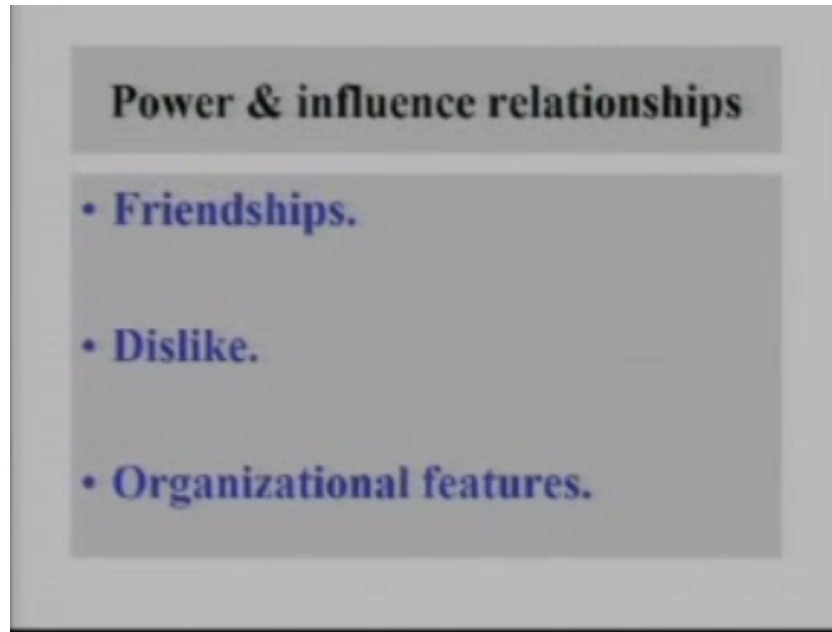 Power & influence relationships
• Friendships.
• Dislike.
• Organizational features.